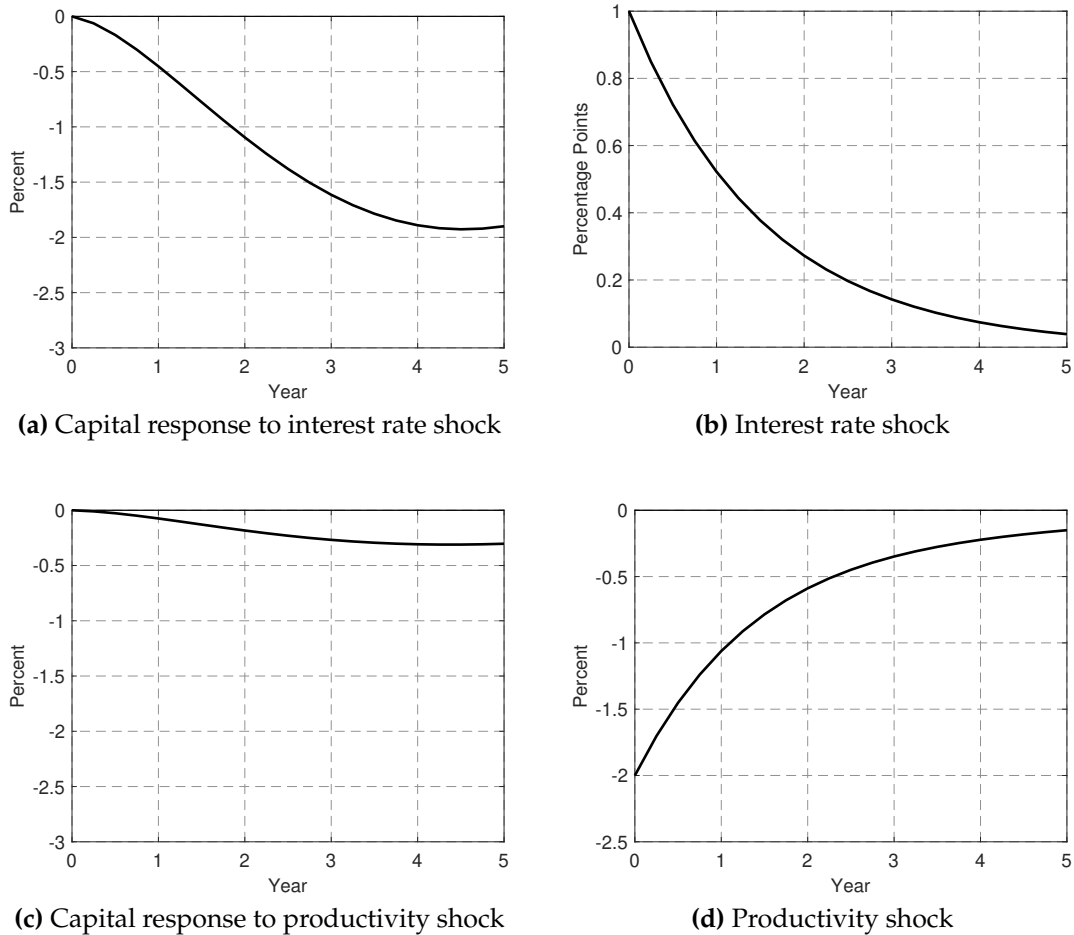 0
-0.5
-1
-1.5
-2
-2.5
-3
Percent
0 1 2 3 4 5
Year
(a) Capital response to interest rate shock
1
0.8
0.6
0.4
0.2
0
Percentage Points
0 1 2 3 4 5
Year
(b) Interest rate shock
0
-0.5
-1
-1.5
-2
-2.5
-3
Percent
0 1 2 3 4 5
Year
(c) Capital response to productivity shock
0
-0.5
-1
-1.5
-2
-2.5
Percent
0 1 2 3 4 5
Year
(d) Productivity shock